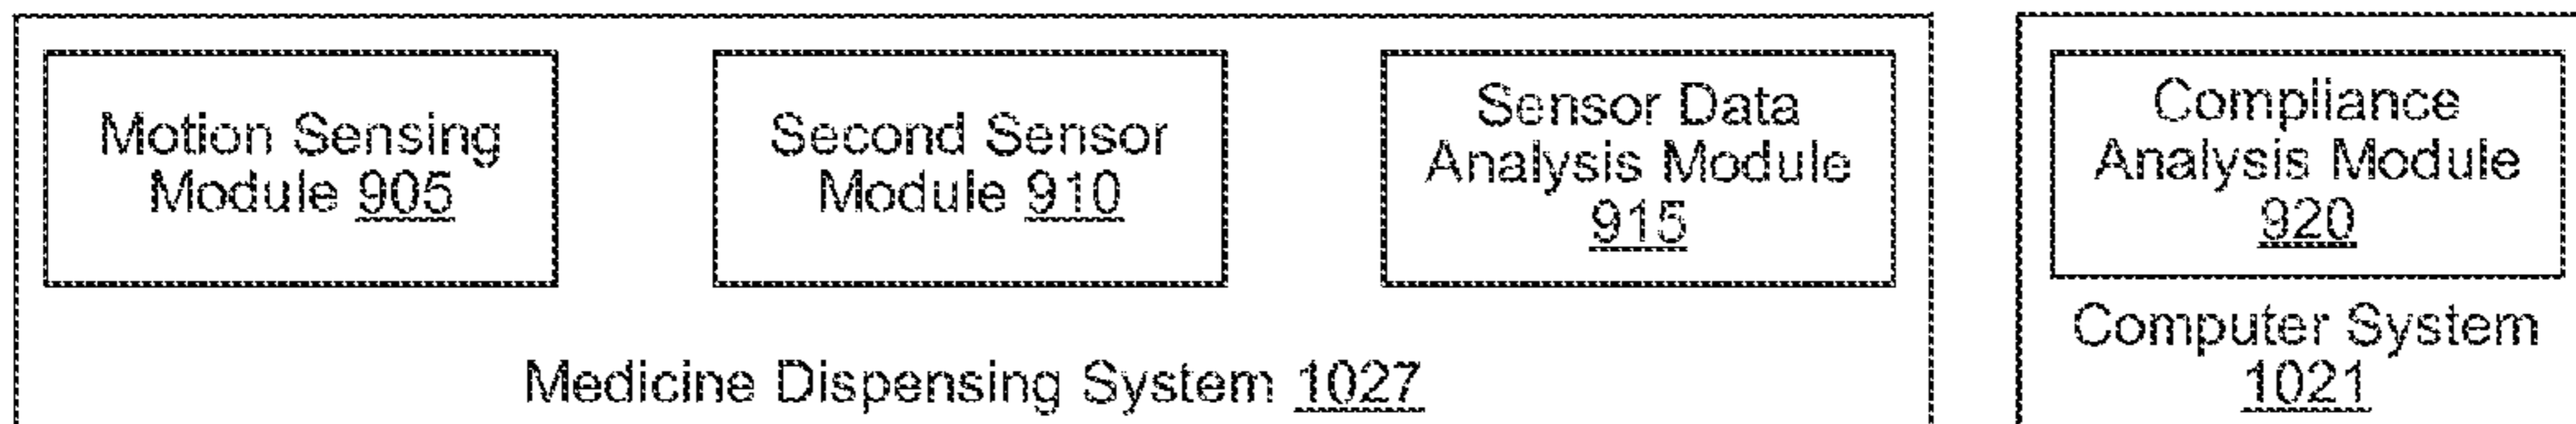 Motion Sensing
Module 905
Second Sensor
Module 910
Sensor Data
Analysis Module
915
Medicine Dispensing System 1027
Compliance
Analysis Module
920
Computer System
1021